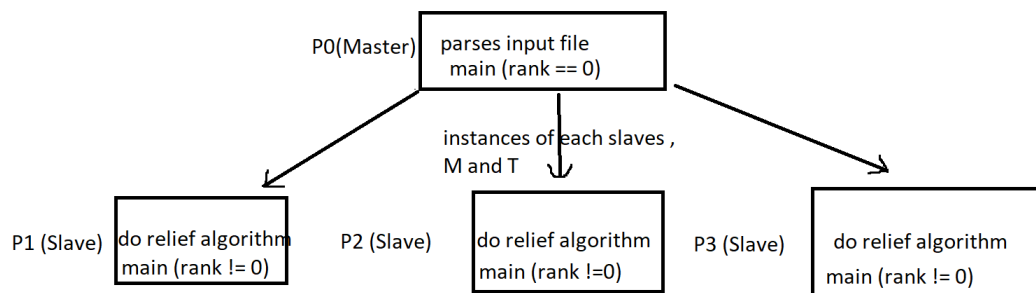 P0(Master)
parses input file
main (rank == 0)
instances of each slaves ,
M and T
P1 (Slave)
do relief algorithm
main (rank != 0)
P2 (Slave)
do relief algorithm
main (rank !=0)
P3 (Slave)
do relief algorithm
main (rank != 0)